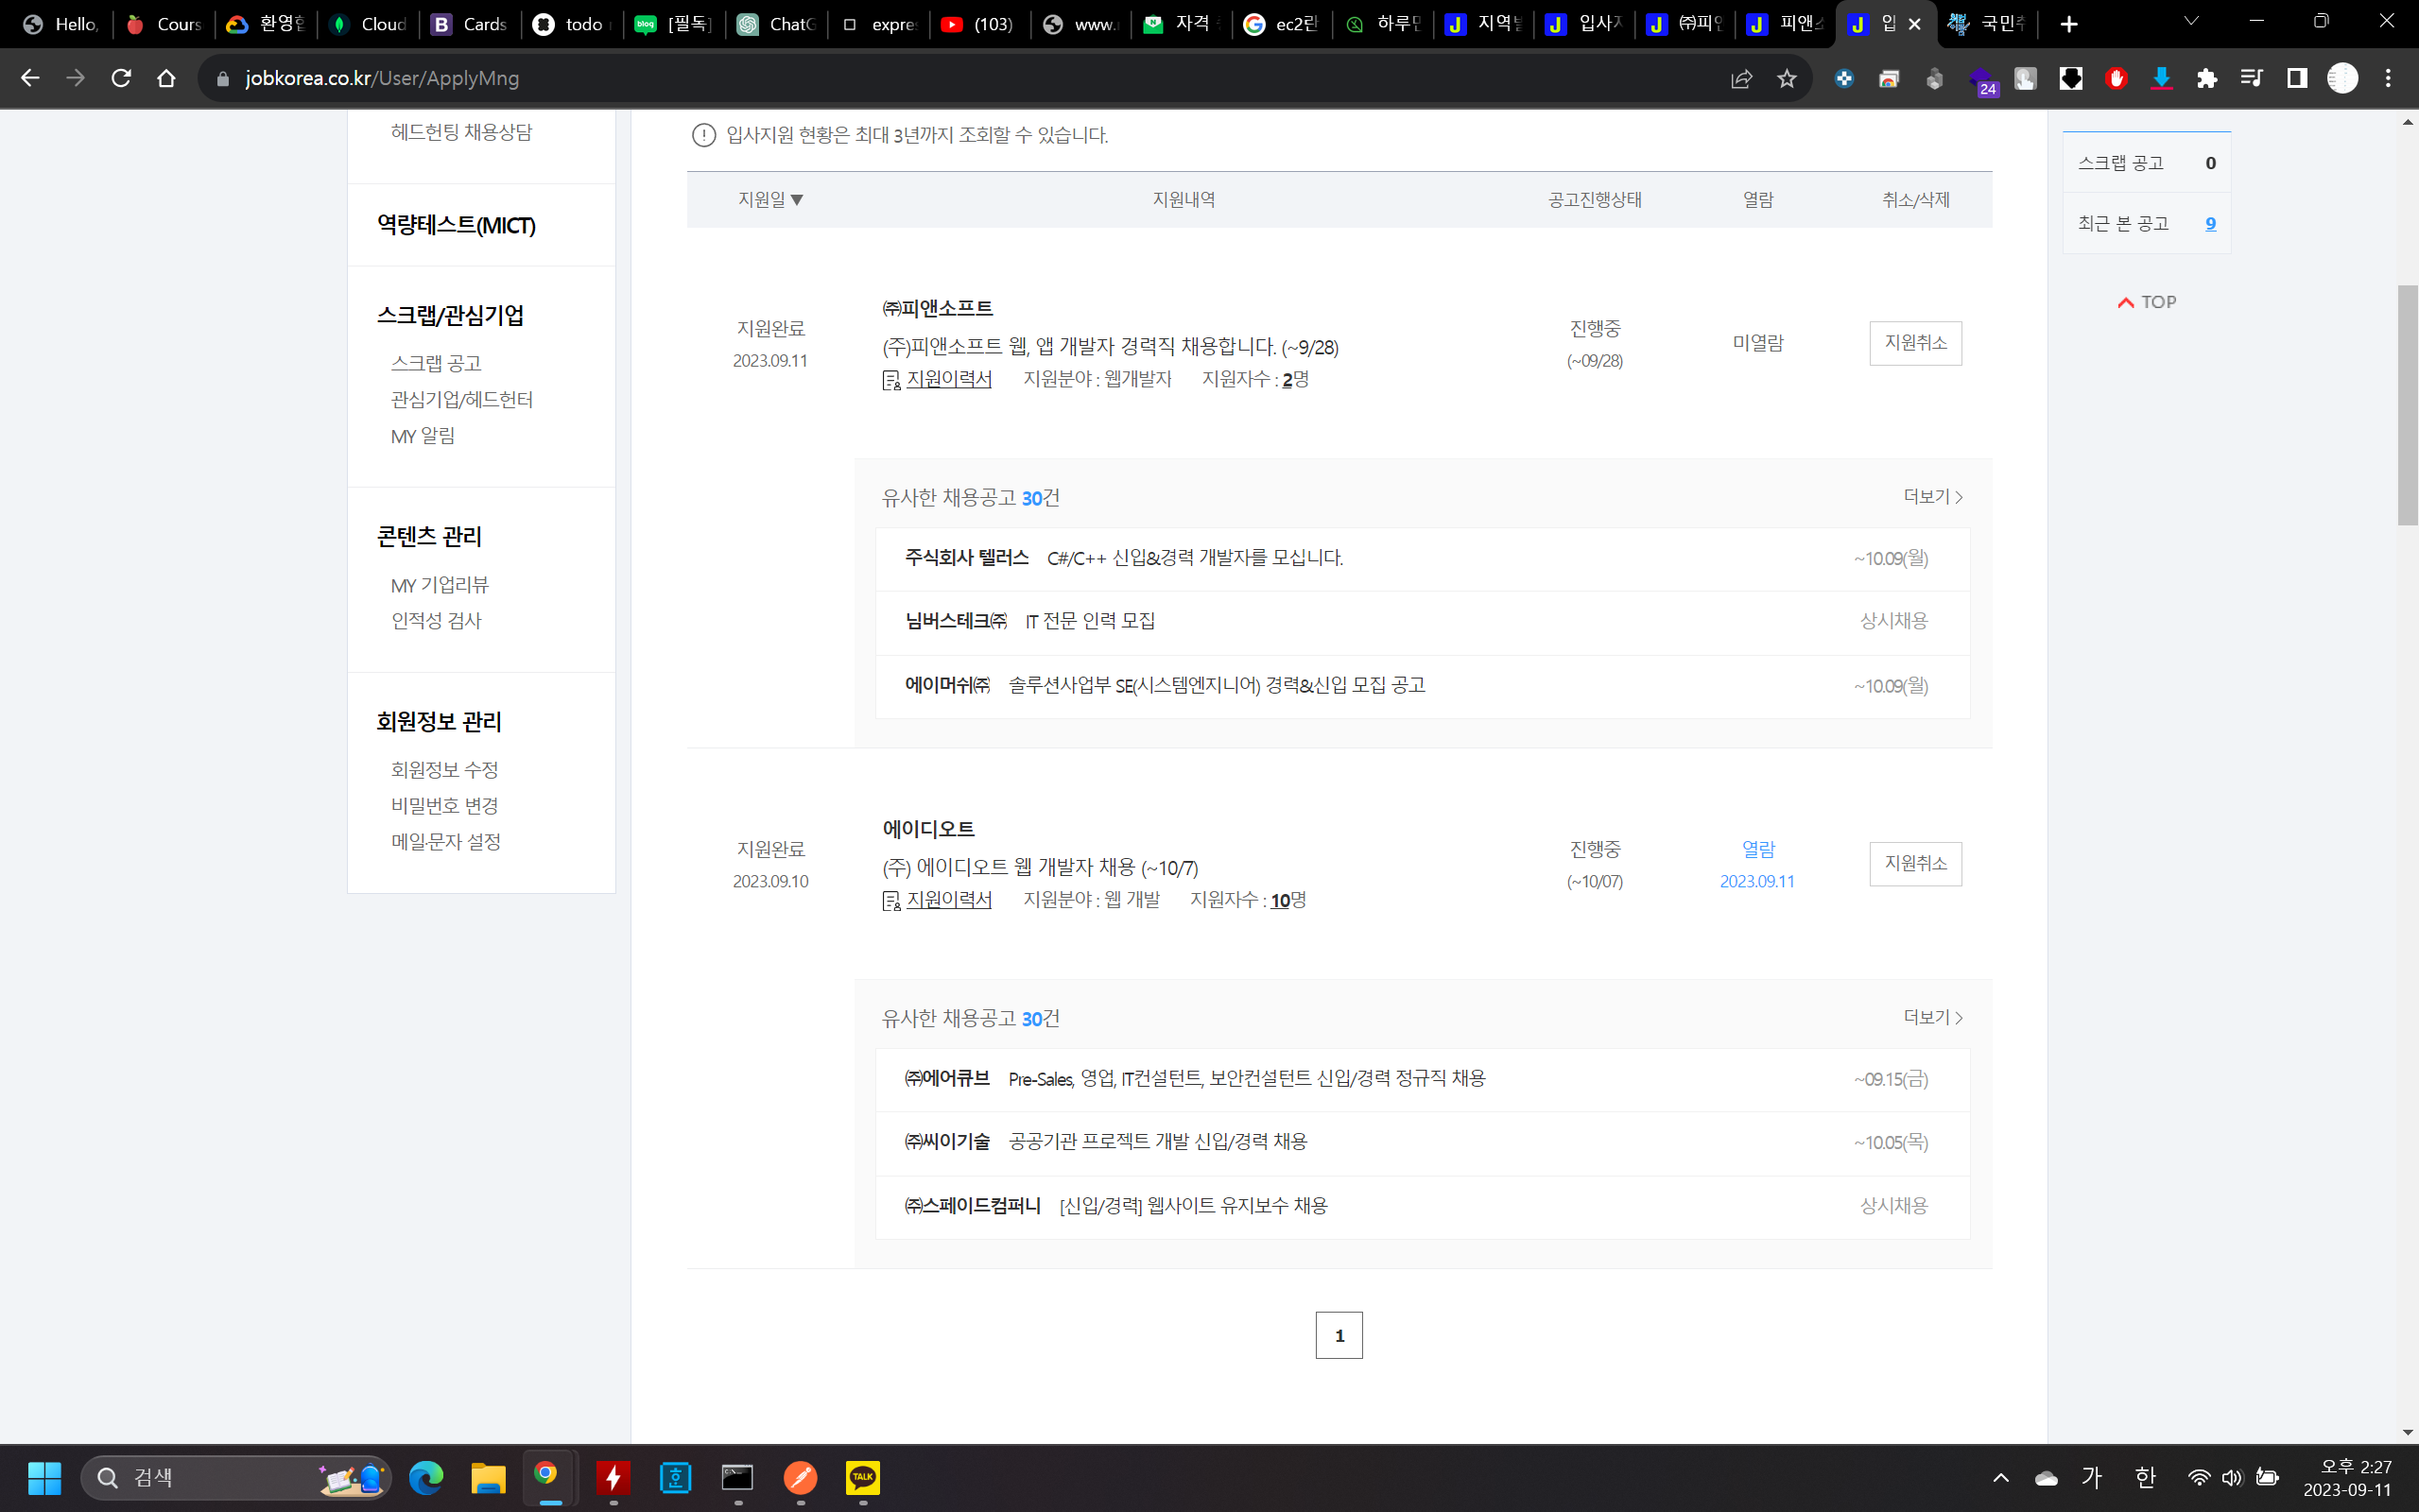 Hello,
Cours
환영합
Cloud
Cards
todo
[필독]
ChatG
expres
(103)
www.
자격
ec2란
하루만
지역별
입사지
㈜피앤
피앤소
입
국민취
jobkorea.co.kr/User/ApplyMng
24
헤드헌팅 채용상담
역량테스트(MICT)
스크랩/관심기업
스크랩 공고
관심기업/헤드헌터
MY 알림
콘텐츠 관리
MY 기업리뷰
인적성 검사
회원정보 관리
회원정보 수정
비밀번호 변경
메일·문자 설정
입사지원 현황은 최대 3년까지 조회할 수 있습니다.
지원일▼ 지원내역 공고진행상태 열람 취소/삭제
㈜피앤소프트
지원완료
2023.09.11
(주)피앤소프트 웹, 앱 개발자 경력직 채용합니다. (~9/28)
지원이력서 지원분야 : 웹개발자 지원자수 : 2명
진행중
(~09/28)
미열람
지원취소
유사한 채용공고 30건
더보기
주식회사 텔러스 C#/C++ 신입&경력 개발자를 모십니다. ~10.09(월)
님버스테크㈜ IT 전문 인력 모집 상시채용
에이머쉬㈜ 솔루션사업부 SE(시스템엔지니어) 경력&신입 모집 공고 ~10.09(월)
에이디오트
지원완료
2023.09.10
(주) 에이디오트 웹 개발자 채용 (~10/7)
지원이력서 지원분야 : 웹 개발 지원자수 : 10명
진행중
(~10/07)
열람
2023.09.11
지원취소
유사한 채용공고 30건
더보기
㈜에어큐브 Pre-Sales, 영업, IT컨설턴트, 보안컨설턴트 신입/경력 정규직 채용 ~09.15(금)
㈜씨이기술 공공기관 프로젝트 개발 신입/경력 채용 ~10.05(목)
㈜스페이드컴퍼니 [신입/경력] 웹사이트 유지보수 채용 상시채용
1
스크랩 공고 0
최근 본 공고 9
TOP
검색
TALK
가
한
오후 2:27
2023-09-11